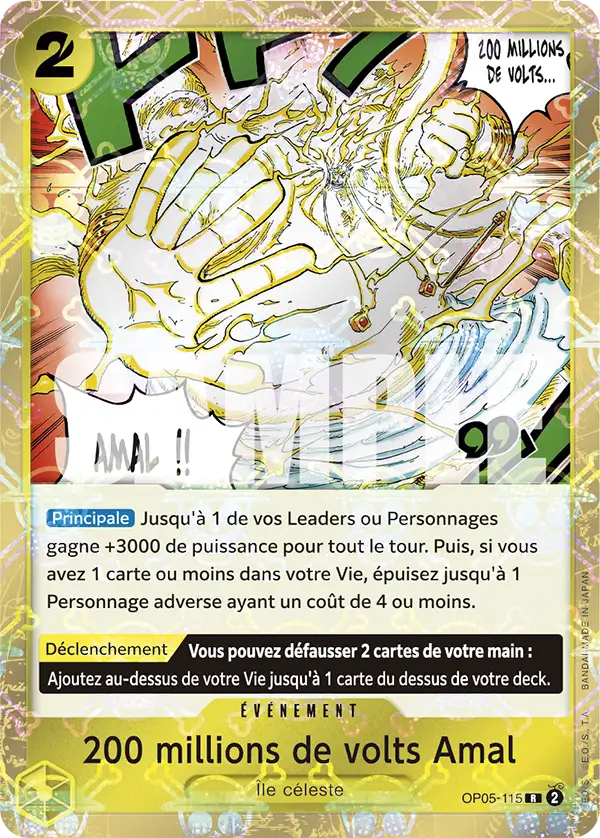 2
200 MILLIONS
DE VOLTS...
AMAL !!
SAMPLE
Principale Jusqu'à 1 de vos Leaders ou Personnages
gagne +3000 de puissance pour tout le tour. Puis, si vous
avez 1 carte ou moins dans votre Vie, épuisez jusqu'à 1
Personnage adverse ayant un coût de 4 ou moins.
Déclenchement Vous pouvez défausser 2 cartes de votre main :
Ajoutez au-dessus de votre Vie jusqu'à 1 carte du dessus de votre deck.
ÉVÉNEMENT
200 millions de volts Amal
Île céleste
OP05-115 R 2
BANDAI MADE IN JAPAN